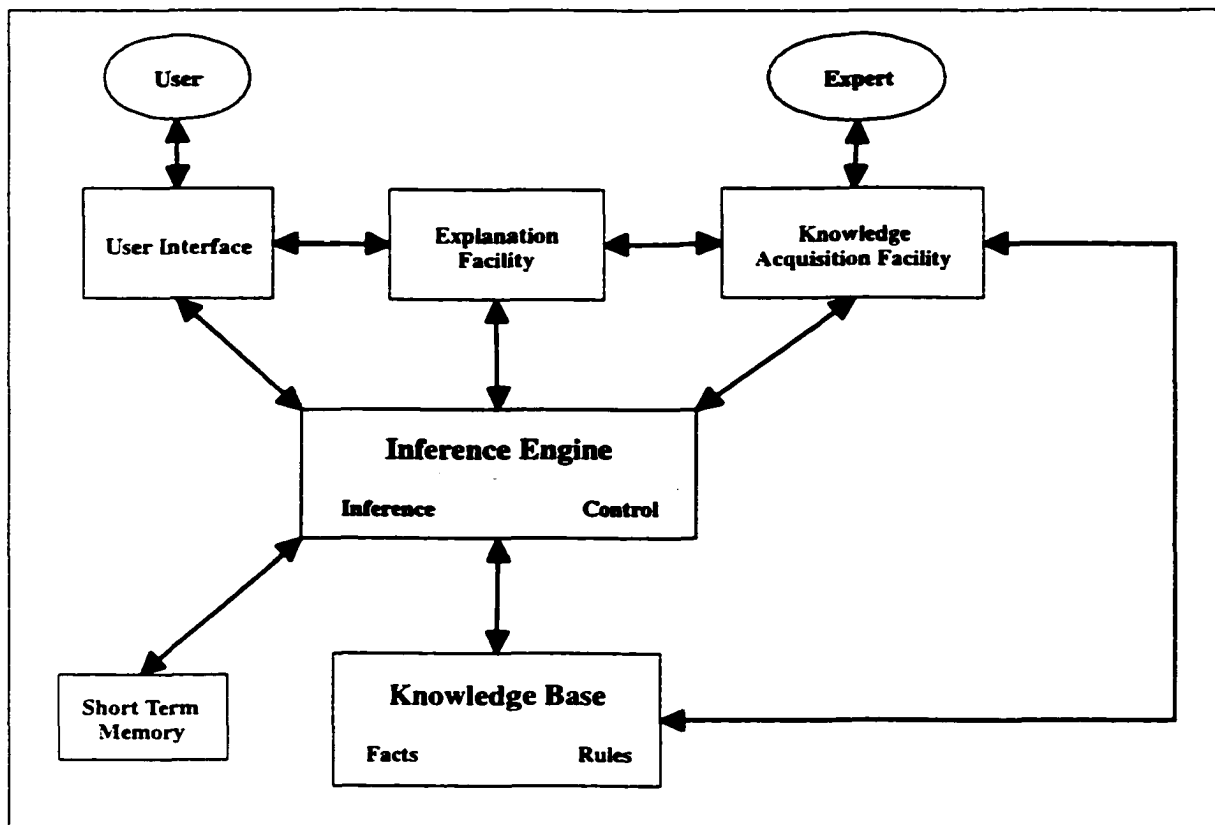 User
Expert
User Interface
Explanation
Facility
Knowledge
Acquisition Facility
Inference Engine
Inference Control
Short Term
Memory
Knowledge Base
Facts Rules